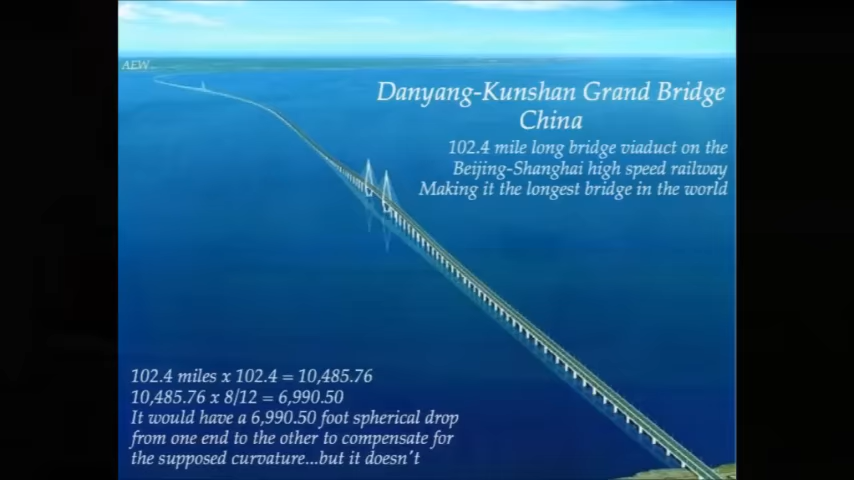 AEW
Danyang-Kunshan Grand Bridge
China
102.4 mile long bridge viaduct on the
Beijing-Shanghai high speed railway
Making it the longest bridge in the world
102.4 miles x 102.4 = 10,485.76
10,485.76 x 8/12 = 6,990.50
It would have a 6,990.50 foot spherical drop
from one end to the other to compensate for
the supposed curvature...but it doesn't